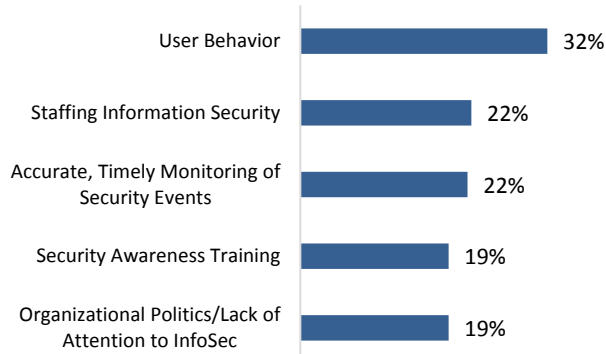 User Behavior
32%
Staffing Information Security
22%
Accurate, Timely Monitoring of
Security Events
22%
Security Awareness Training
19%
Organizational Politics/Lack of
Attention to InfoSec
19%